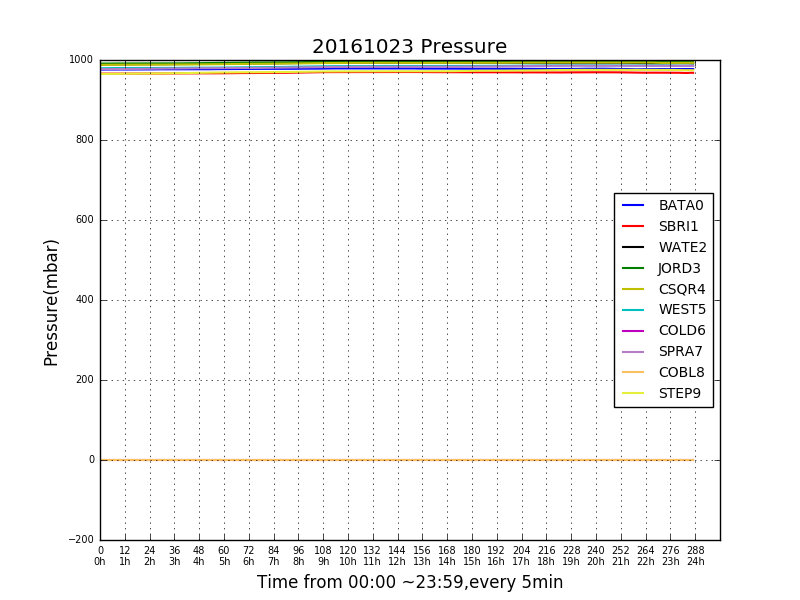 20161023 Pressure
1000
800
600
400
200
0
−200
Pressure(mbar)
BATA0
SBRI1
WATE2
JORD3
CSQR4
WEST5
COLD6
SPRA7
COBL8
STEP9
0 12 24 36 48 60 72 84 96 108 120 132 144 156 168 180 192 204 216 228 240 252 264 276 288
0h 1h 2h 3h 4h 5h 6h 7h 8h 9h 10h 11h 12h 13h 14h 15h 16h 17h 18h 19h 20h 21h 22h 23h 24h
Time from 00:00 ~23:59,every 5min